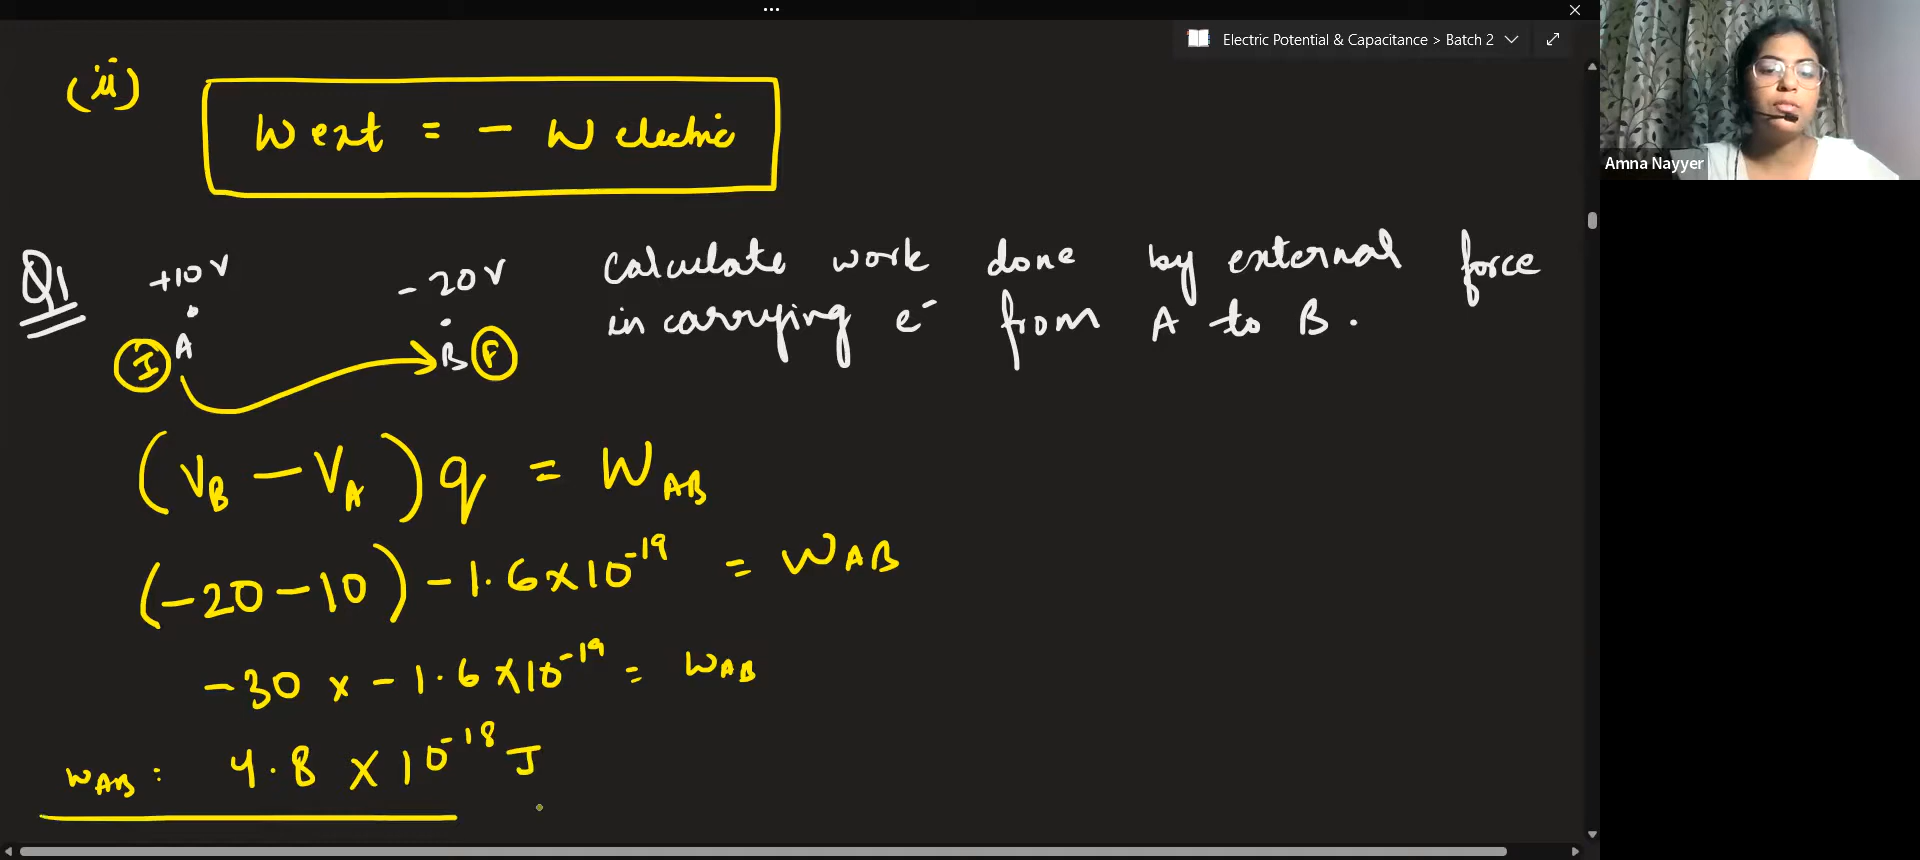 Electric Potential & Capacitance > Batch 2
Amna Nayyer
(ii)
W ext = - W electric
Q1
+10 V
- 20 V
A
B
I
F
Calculate work done by external force
in carrying e⁻ from A to B.
(V_B - V_A) q = W_AB
(-20 - 10) - 1.6 x 10⁻¹⁹ = W_AB
-30 x - 1.6 x 10⁻¹⁹ = W_AB
W_AB : 4.8 x 10⁻¹⁸ J